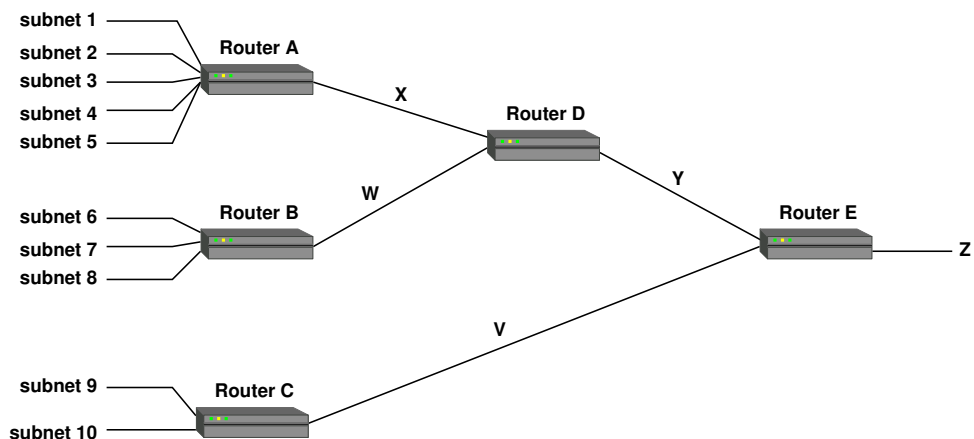 subnet 1
subnet 2
subnet 3
subnet 4
subnet 5
Router A
X
Router D
subnet 6
subnet 7
subnet 8
Router B
W
Y
Router E
Z
V
subnet 9
subnet 10
Router C